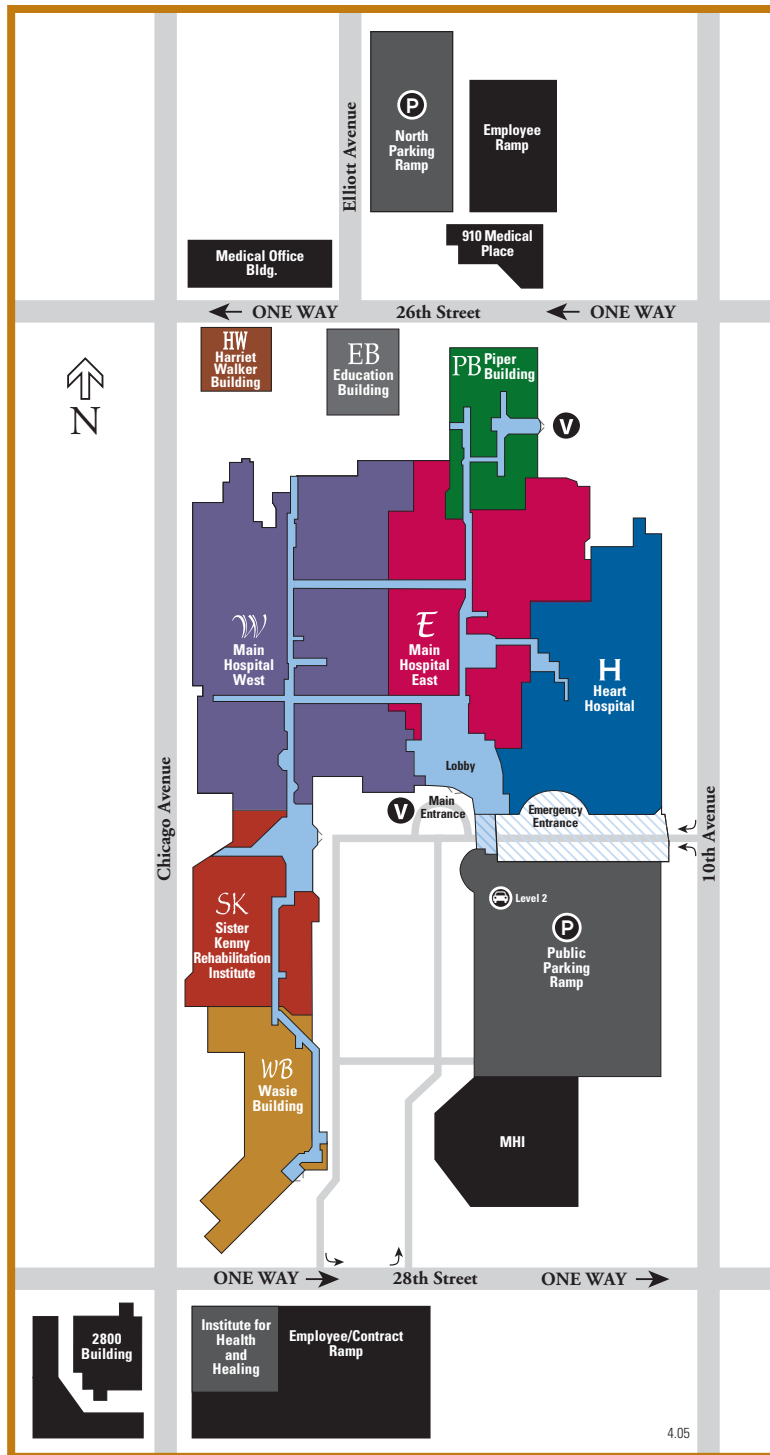 Elliott Avenue
P
North
Parking
Ramp
Employee
Ramp
910 Medical
Place
Medical Office
Bldg.
ONE WAY
26th Street
ONE WAY
HW
Harriet
Walker
Building
EB
Education
Building
PB Piper
Building
V
N
W
Main
Hospital
West
E
Main
Hospital
East
H
Heart
Hospital
Lobby
Chicago Avenue
V
Main
Entrance
Emergency
Entrance
10th Avenue
Level 2
SK
Sister
Kenny
Rehabilitation
Institute
P
Public
Parking
Ramp
WB
Wasie
Building
MHI
ONE WAY
28th Street
ONE WAY
2800
Building
Institute for
Health
and
Healing
Employee/Contract
Ramp
4.05